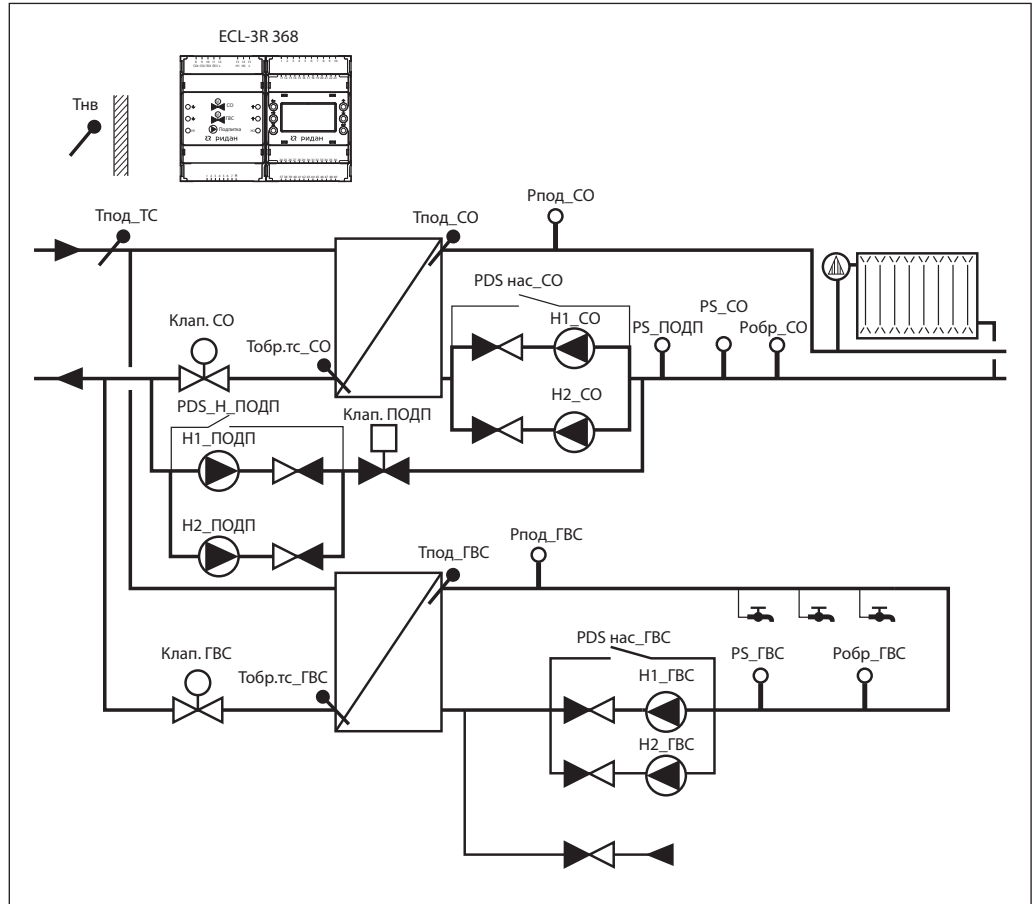 ECL-3R 368
Тнв
СО
ГВС
Подпитка
ридан
ридан
Тпод_ТС
Тпод_СО
Рпод_СО
PDS нас_СО
Клап. СО
Н1_СО
PS_ПОДП
PS_СО
Робр_СО
Тобр.тс_СО
Н2_СО
PDS_Н_ПОДП
Клап. ПОДП
Н1_ПОДП
Н2_ПОДП
Тпод_ГВС
Рпод_ГВС
PDS нас_ГВС
Клап. ГВС
Тобр.тс_ГВС
Н1_ГВС
PS_ГВС
Робр_ГВС
Н2_ГВС